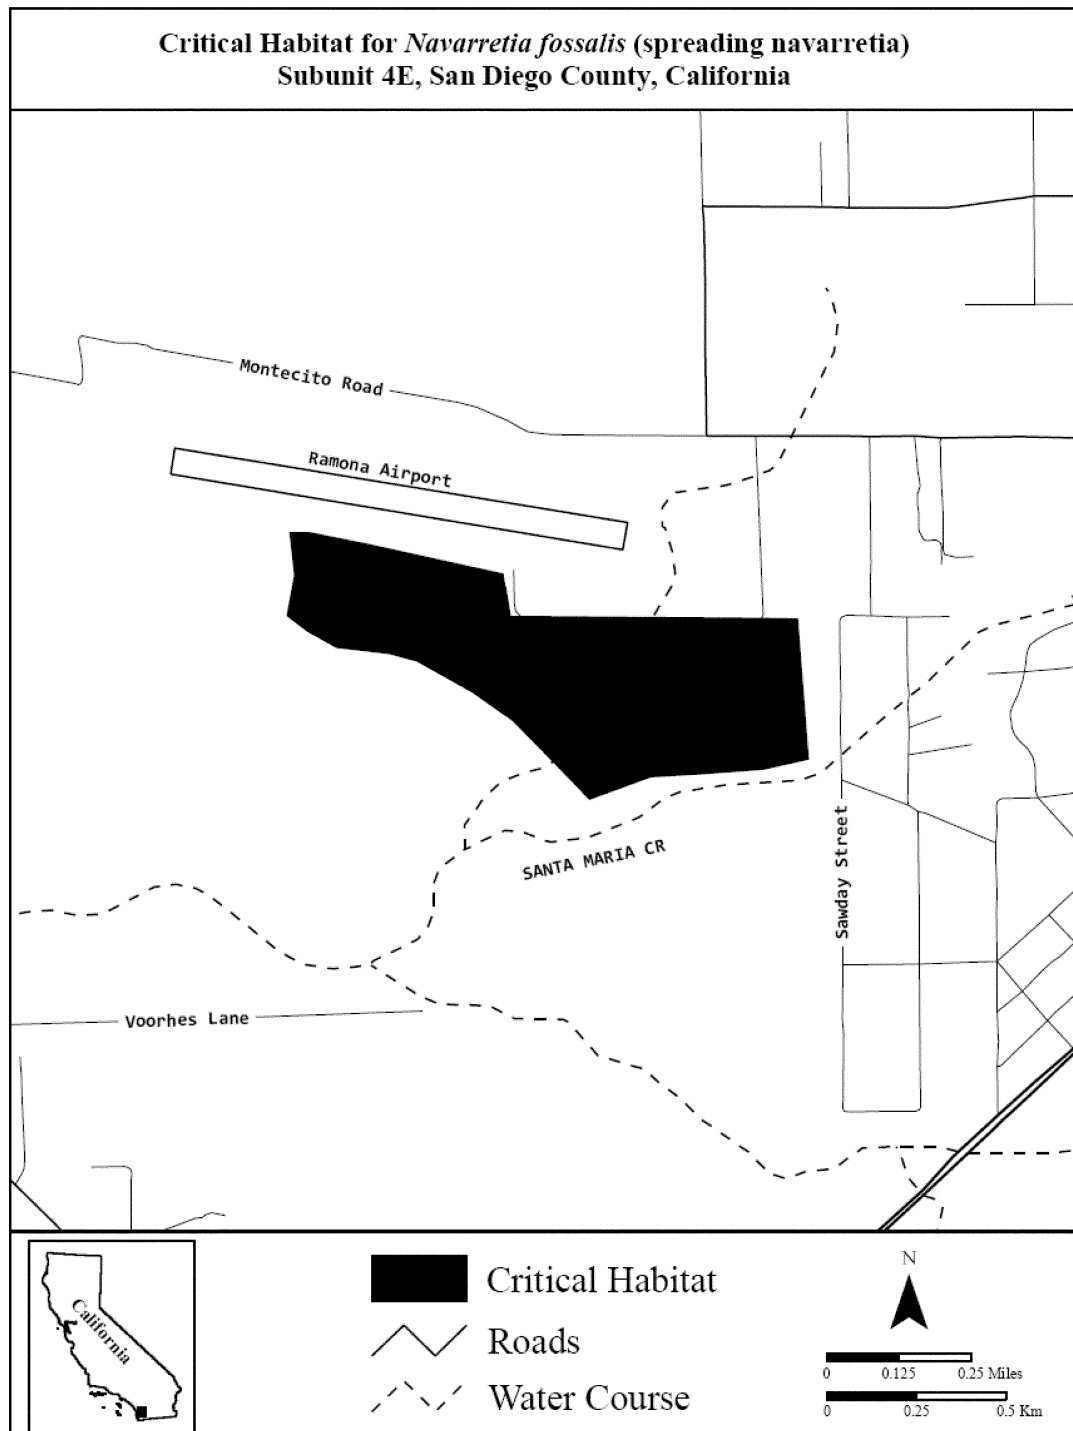 Critical Habitat for Navarretia fossalis (spreading navarretia)
Subunit 4E, San Diego County, California
Montecito Road
Ramona Airport
SANTA MARIA CR
Sawday Street
Voorhes Lane
California
Critical Habitat
Roads
Water Course
N
0 0.125 0.25 Miles
0 0.25 0.5 Km